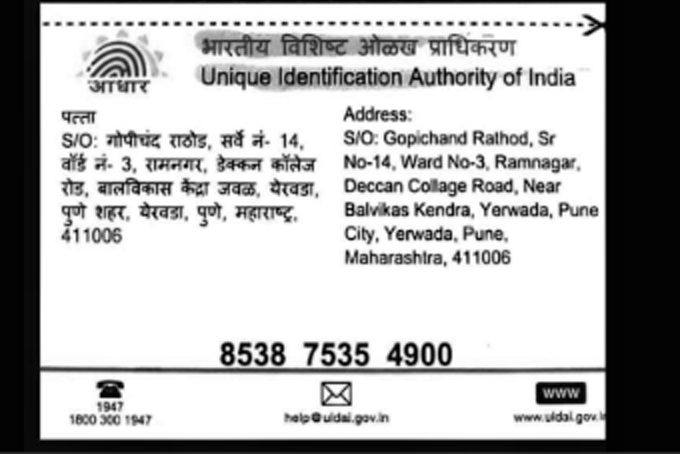 भारतीय विशिष्ट ओळख प्राधिकरण
Unique Identification Authority of India
आधार
पत्ता
S/O: गोपीचंद राठोड, सर्वे नं- 14,
वॉर्ड नं- 3, रामनगर, डेक्कन कॉलेज
रोड, बालविकास केंद्रा जवळ, येरवडा,
पुणे शहर, येरवडा, पुणे, महाराष्ट्र,
411006
Address:
S/O: Gopichand Rathod, Sr
No-14, Ward No-3, Ramnagar,
Deccan Collage Road, Near
Balvikas Kendra, Yerwada, Pune
City, Yerwada, Pune,
Maharashtra, 411006
8538 7535 4900
1947
1800 300 1947
help@uidai.gov.in
www
www.uidai.gov.in